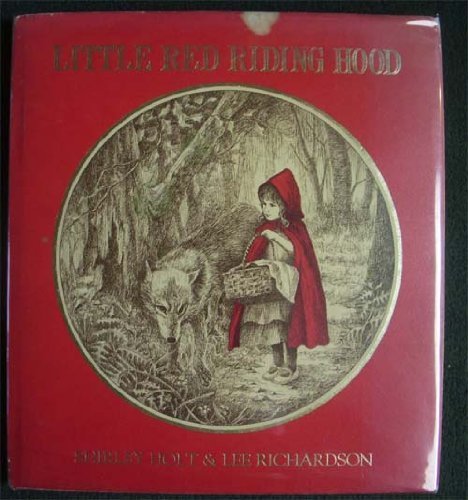 LITTLE RED RIDING HOOD
SHIRLEY HOLT & LEE RICHARDSON